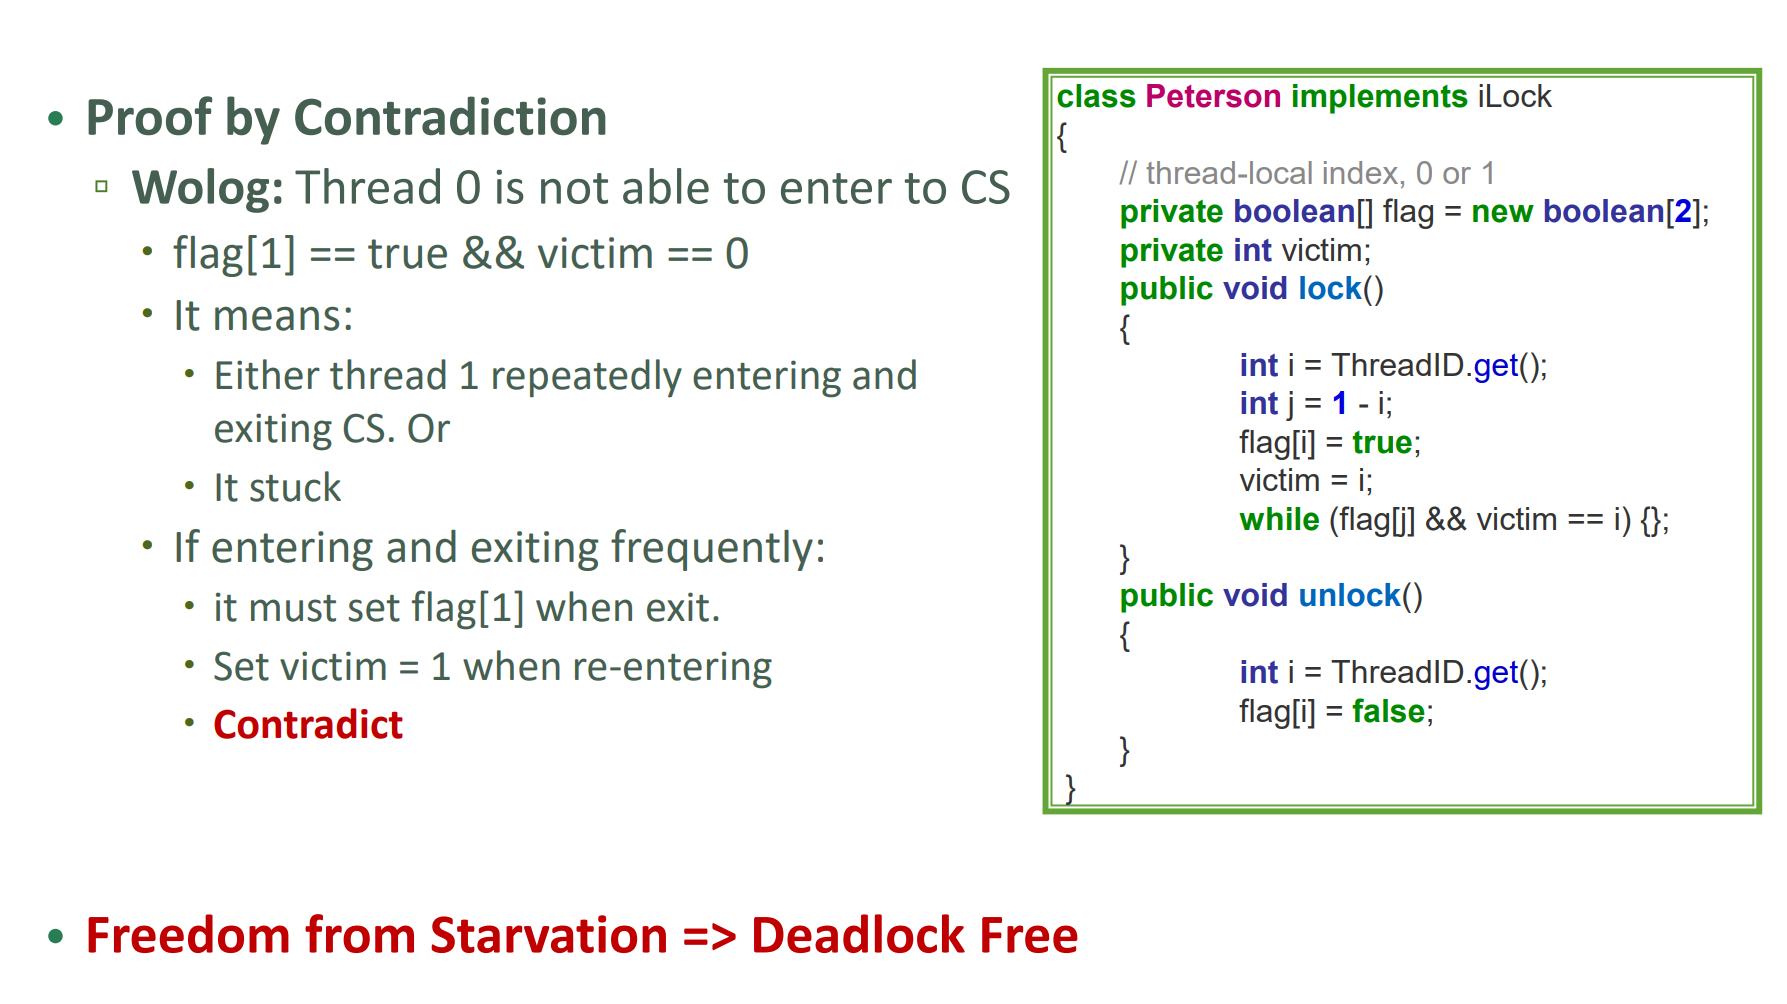 • Proof by Contradiction
▫ Wolog: Thread 0 is not able to enter to CS
• flag[1] == true && victim == 0
• It means:
• Either thread 1 repeatedly entering and
exiting CS. Or
• It stuck
• If entering and exiting frequently:
• it must set flag[1] when exit.
• Set victim = 1 when re-entering
• Contradict
• Freedom from Starvation => Deadlock Free
class Peterson implements iLock
{
// thread-local index, 0 or 1
private boolean[] flag = new boolean[2];
private int victim;
public void lock()
{
int i = ThreadID.get();
int j = 1 - i;
flag[i] = true;
victim = i;
while (flag[j] && victim == i) {};
}
public void unlock()
{
int i = ThreadID.get();
flag[i] = false;
}
}